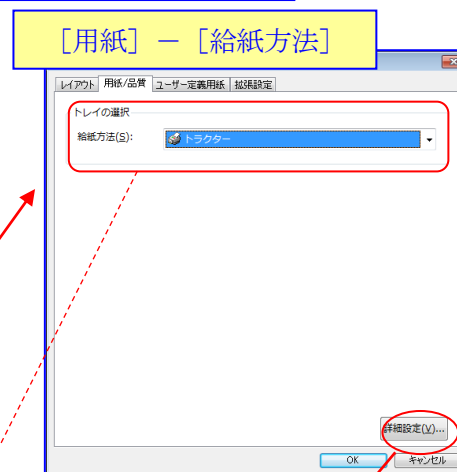 ［用紙］－［給紙方法］
レイアウト 用紙/品質 ユーザー定義用紙 拡張設定
トレイの選択
給紙方法(S): トラクター
詳細設定(V)...
OK キャンセル